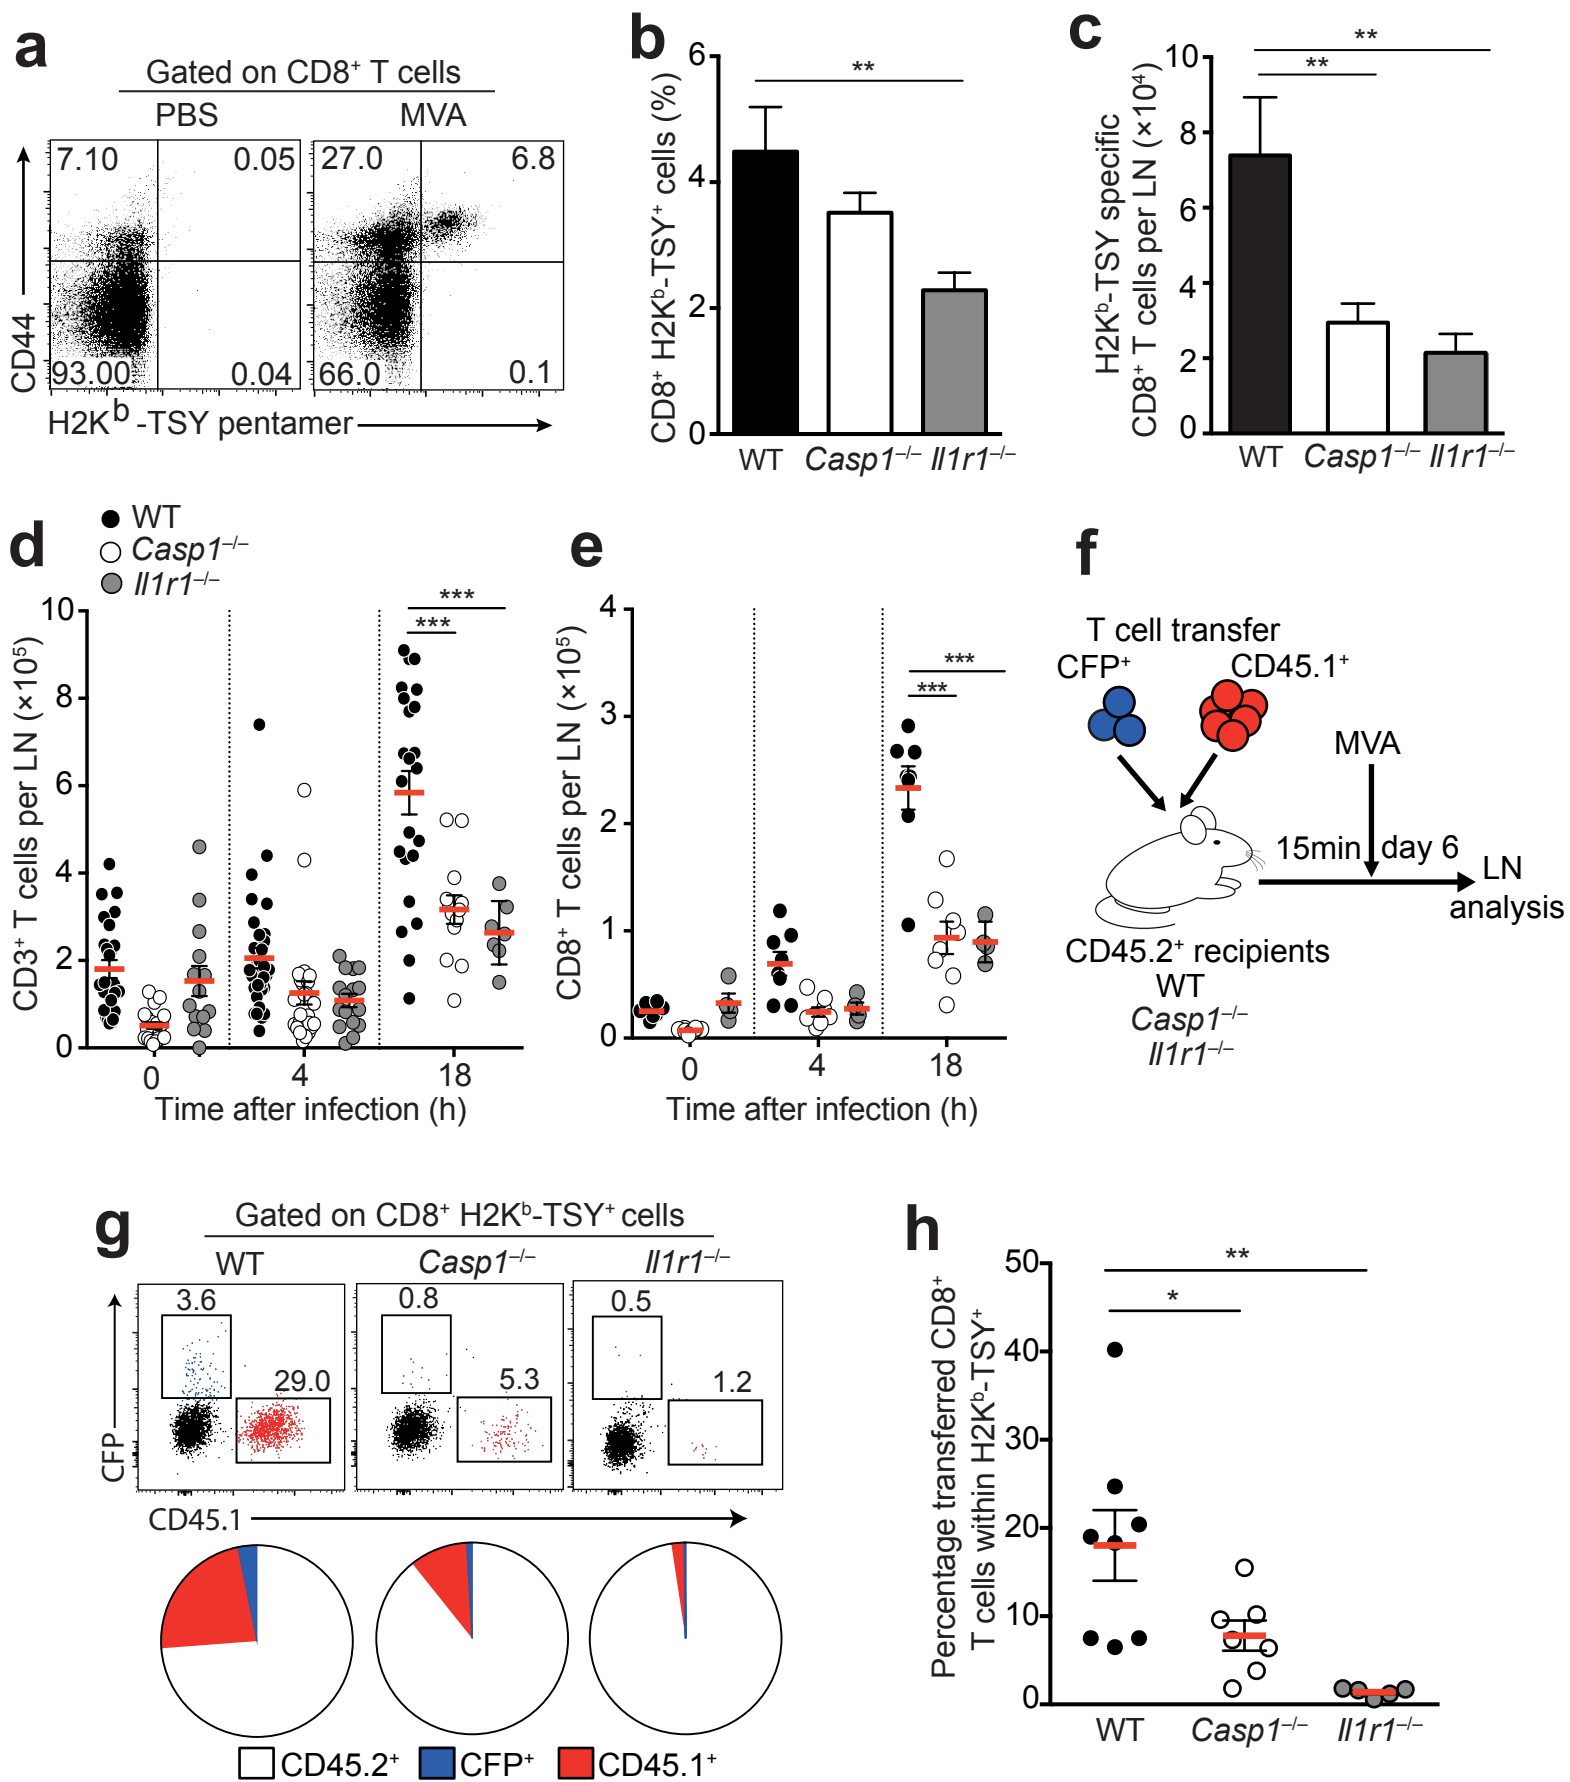 a
Gated on CD8⁺ T cells
PBS
MVA
7.10
0.05
93.00
0.04
27.0
6.8
66.0
0.1
CD44
H2Kᵇ-TSY pentamer
b
CD8⁺ H2Kᵇ-TSY⁺ cells (%)
6
4
2
0
**
WT
Casp1⁻/⁻
Il1r1⁻/⁻
c
H2Kᵇ-TSY specific
CD8⁺ T cells per LN (×10⁴)
10
8
6
4
2
0
**
**
WT
Casp1⁻/⁻
Il1r1⁻/⁻
d
WT
Casp1⁻/⁻
Il1r1⁻/⁻
CD3⁺ T cells per LN (×10⁵)
10
8
6
4
2
0
***
***
0
4
18
Time after infection (h)
e
CD8⁺ T cells per LN (×10⁵)
4
3
2
1
0
***
***
0
4
18
Time after infection (h)
f
T cell transfer
CFP⁺
CD45.1⁺
MVA
15min
day 6
LN
analysis
CD45.2⁺ recipients
WT
Casp1⁻/⁻
Il1r1⁻/⁻
g
Gated on CD8⁺ H2Kᵇ-TSY⁺ cells
WT
Casp1⁻/⁻
Il1r1⁻/⁻
3.6
29.0
0.8
5.3
0.5
1.2
CFP
CD45.1
CD45.2⁺
CFP⁺
CD45.1⁺
h
Percentage transferred CD8⁺
T cells within H2Kᵇ-TSY⁺
50
40
30
20
10
0
**
*
WT
Casp1⁻/⁻
Il1r1⁻/⁻